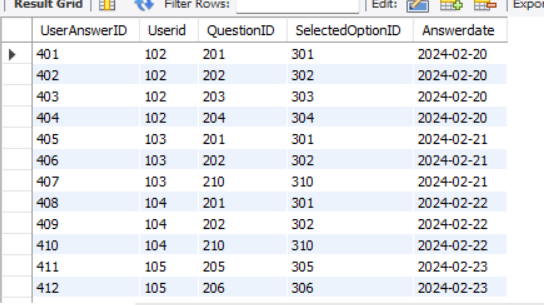 Result Grid Filter Rows: Edit: Expor
UserAnswerID Userid QuestionID SelectedOptionID Answerdate
401 102 201 301 2024-02-20
402 102 202 302 2024-02-20
403 102 203 303 2024-02-20
404 102 204 304 2024-02-20
405 103 201 301 2024-02-21
406 103 202 302 2024-02-21
407 103 210 310 2024-02-21
408 104 201 301 2024-02-22
409 104 202 302 2024-02-22
410 104 210 310 2024-02-22
411 105 205 305 2024-02-23
412 105 206 306 2024-02-23